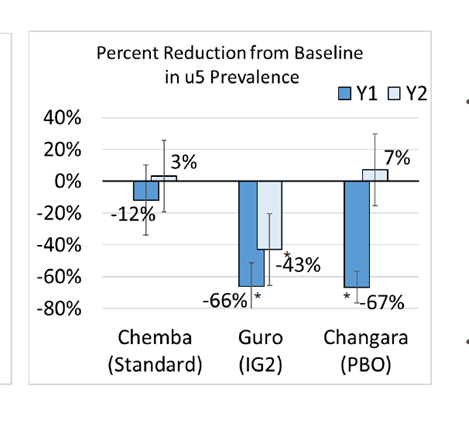 Percent Reduction from Baseline
in u5 Prevalence
Y1 Y2
40%
20%
0%
-20%
-40%
-60%
-80%
3%
-12%
-66%
*
*
-43%
7%
*
-67%
Chemba
(Standard)
Guro
(IG2)
Changara
(PBO)